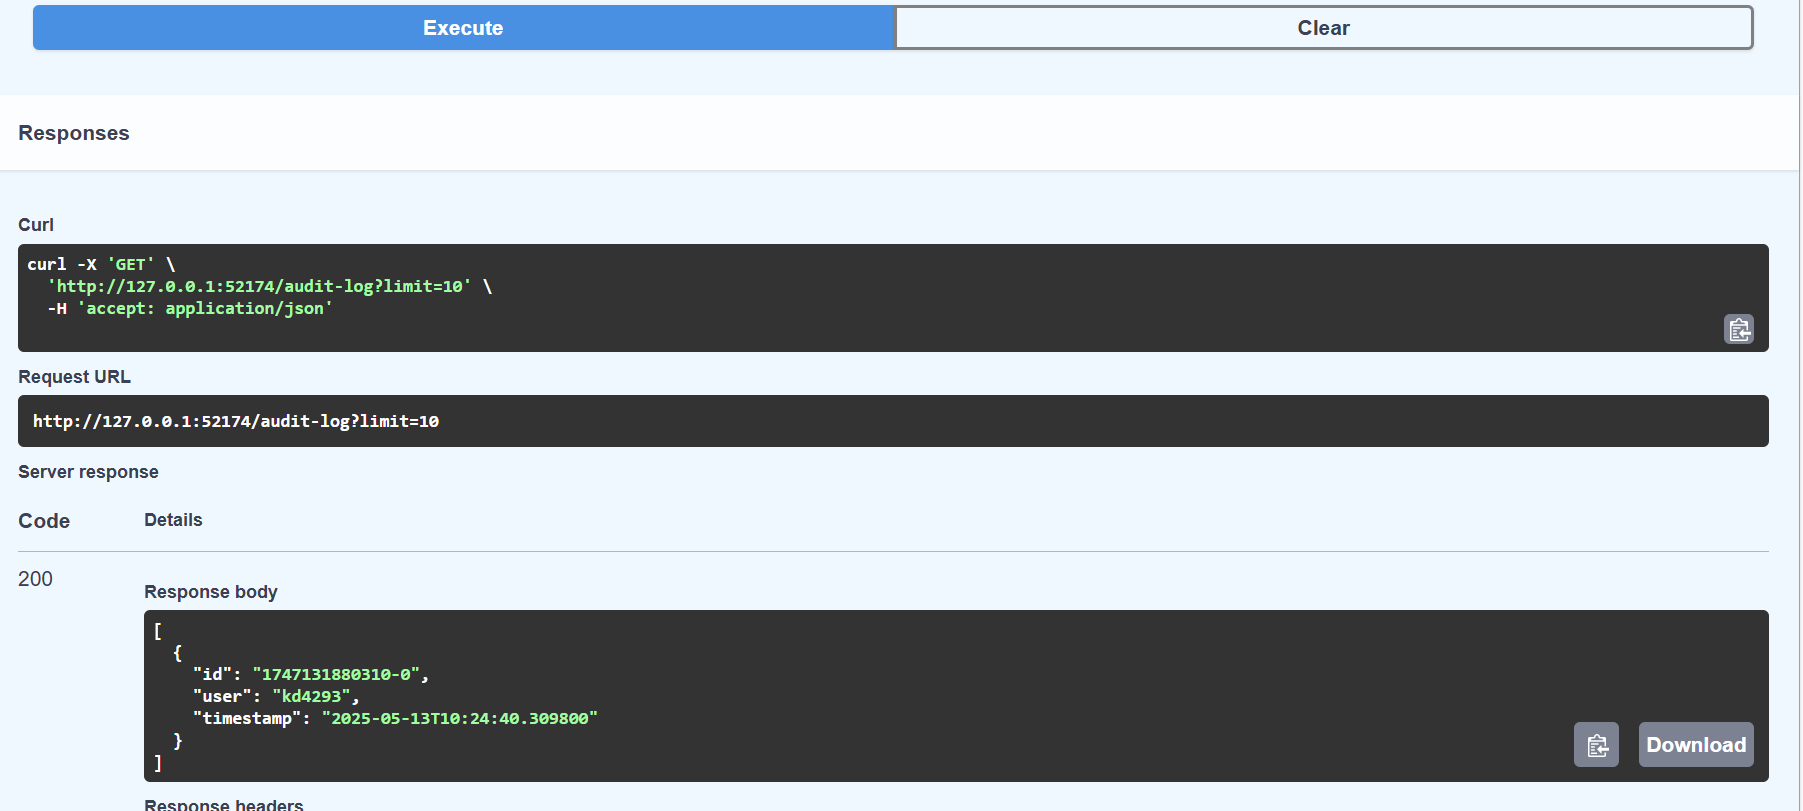 Execute
Clear
Responses
Curl
curl -X 'GET' \
  'http://127.0.0.1:52174/audit-log?limit=10' \
  -H 'accept: application/json'
Request URL
http://127.0.0.1:52174/audit-log?limit=10
Server response
Code
Details
200
Response body
[
  {
    "id": "1747131880310-0",
    "user": "kd4293",
    "timestamp": "2025-05-13T10:24:40.309800"
  }
]
Download
Response headers